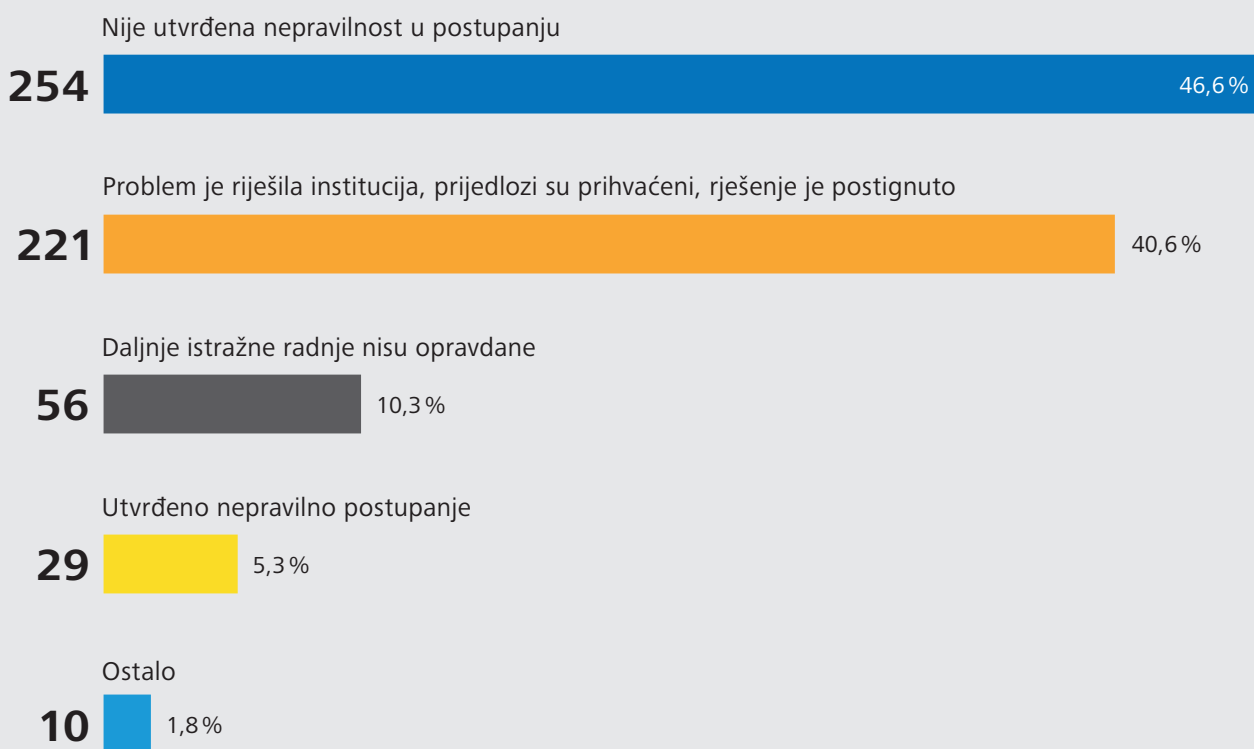 Nije utvrđena nepravilnost u postupanju
254 46,6 %
Problem je riješila institucija, prijedlozi su prihvaćeni, rješenje je postignuto
221 40,6 %
Daljnje istražne radnje nisu opravdane
56 10,3 %
Utvrđeno nepravilno postupanje
29 5,3 %
Ostalo
10 1,8 %